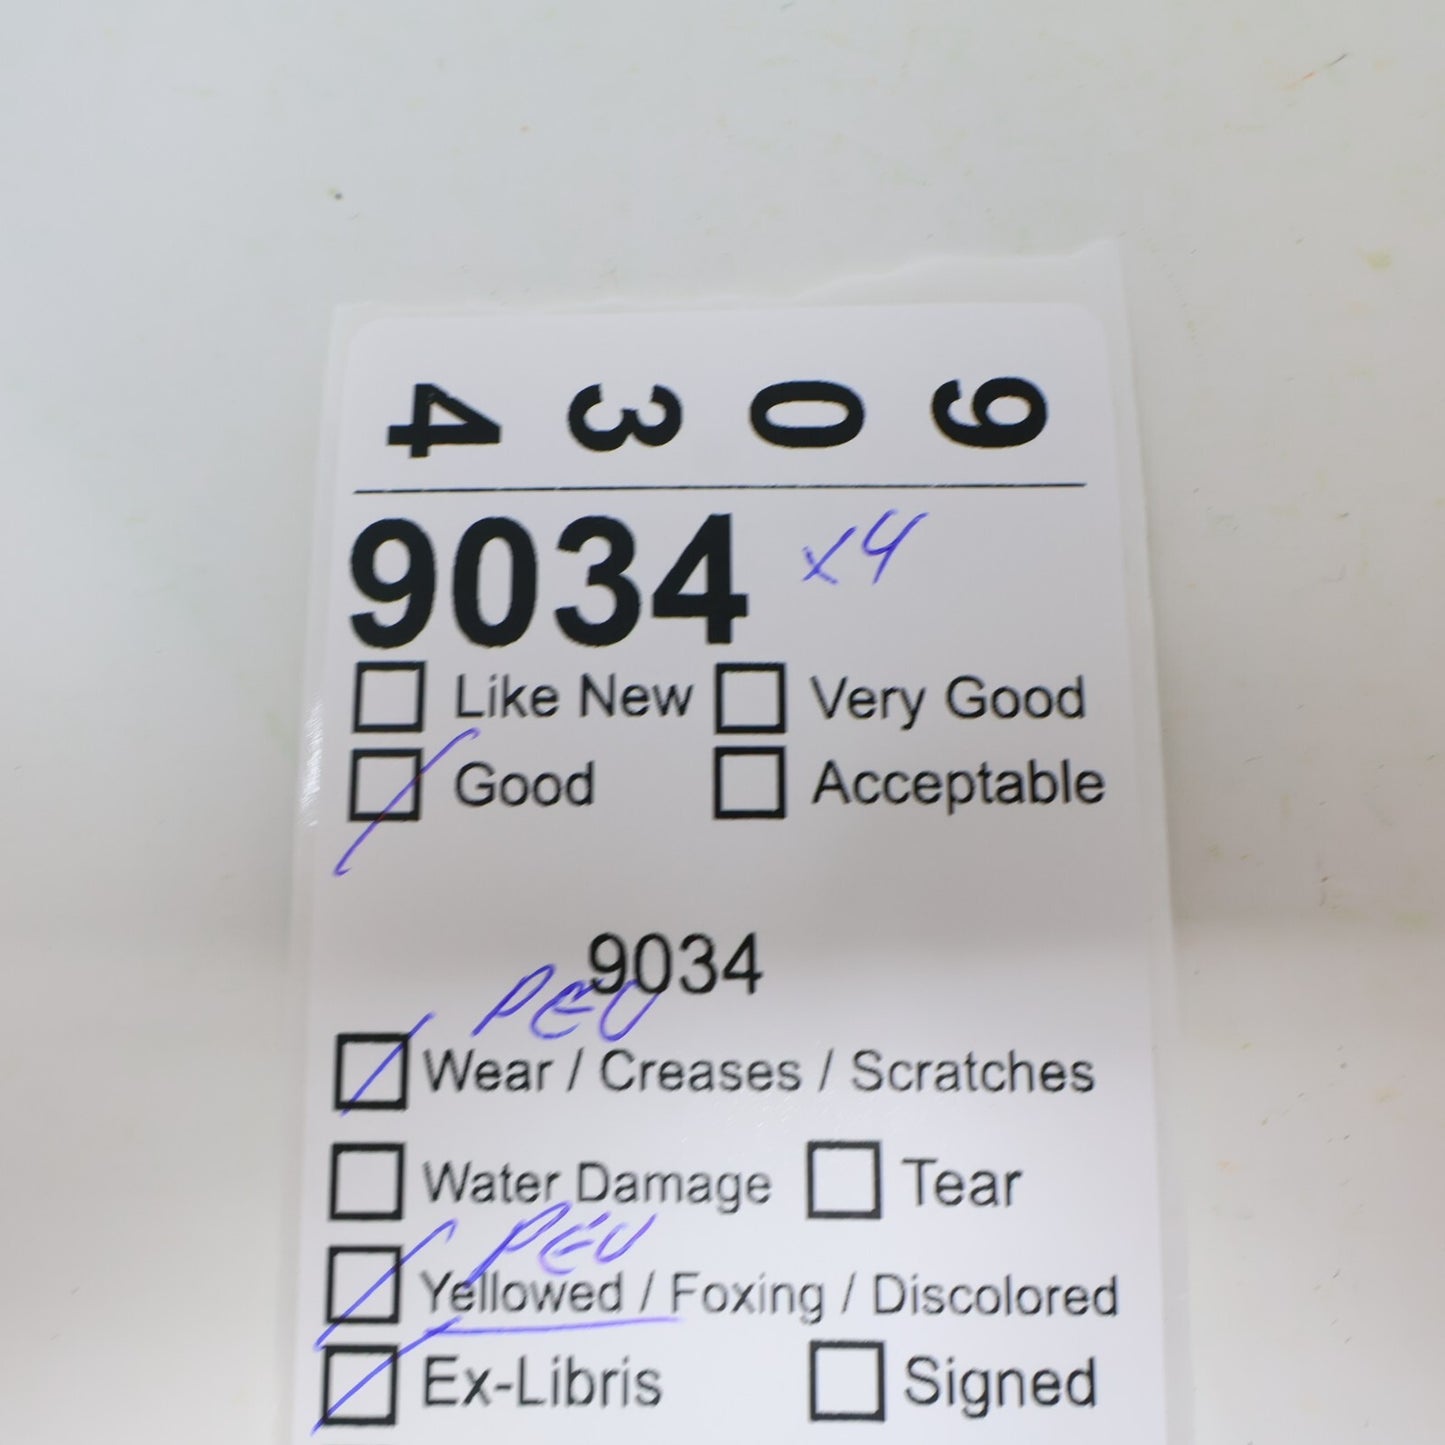 9034
9034 x4
Like New Very Good
Good Acceptable
9034
PEU
Wear / Creases / Scratches
Water Damage Tear
PEU
Yellowed / Foxing / Discolored
Ex-Libris Signed